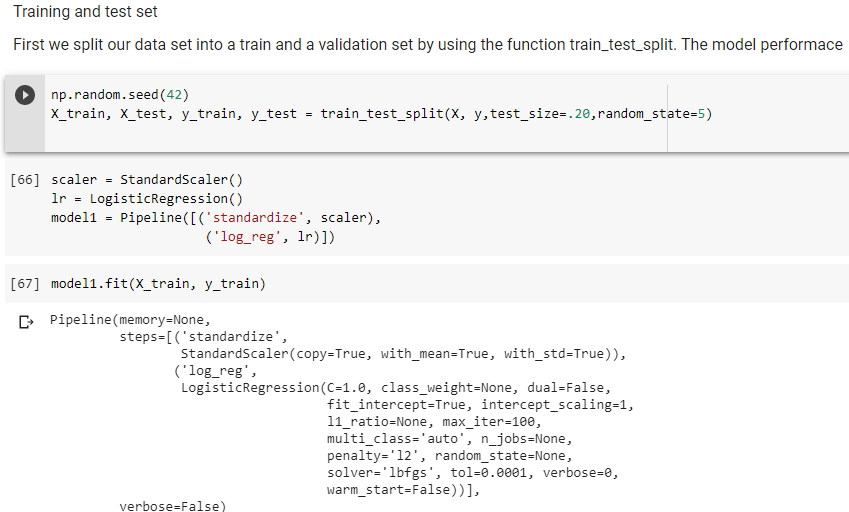 Training and test set
First we split our data set into a train and a validation set by using the function train_test_split. The model performace
np.random.seed(42)
X_train, X_test, y_train, y_test = train_test_split(X, y,test_size=.20,random_state=5)
[66] scaler = StandardScaler()
lr = LogisticRegression()
model1 = Pipeline([('standardize', scaler),
('log_reg', lr)])
[67] model1.fit(X_train, y_train)
Pipeline(memory=None,
steps=[('standardize',
StandardScaler(copy=True, with_mean=True, with_std=True)),
('log_reg',
LogisticRegression(C=1.0, class_weight=None, dual=False,
fit_intercept=True, intercept_scaling=1,
l1_ratio=None, max_iter=100,
multi_class='auto', n_jobs=None,
penalty='l2', random_state=None,
solver='lbfgs', tol=0.0001, verbose=0,
warm_start=False))],
verbose=False)